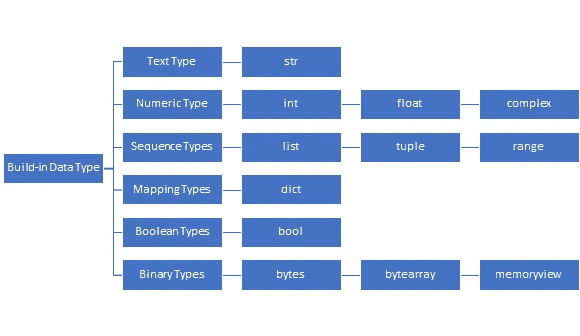 Text Type
str
Numeric Type
int
float
complex
Sequence Types
list
tuple
range
Build-in Data Type
Mapping Types
dict
Boolean Types
bool
Binary Types
bytes
bytearray
memoryview